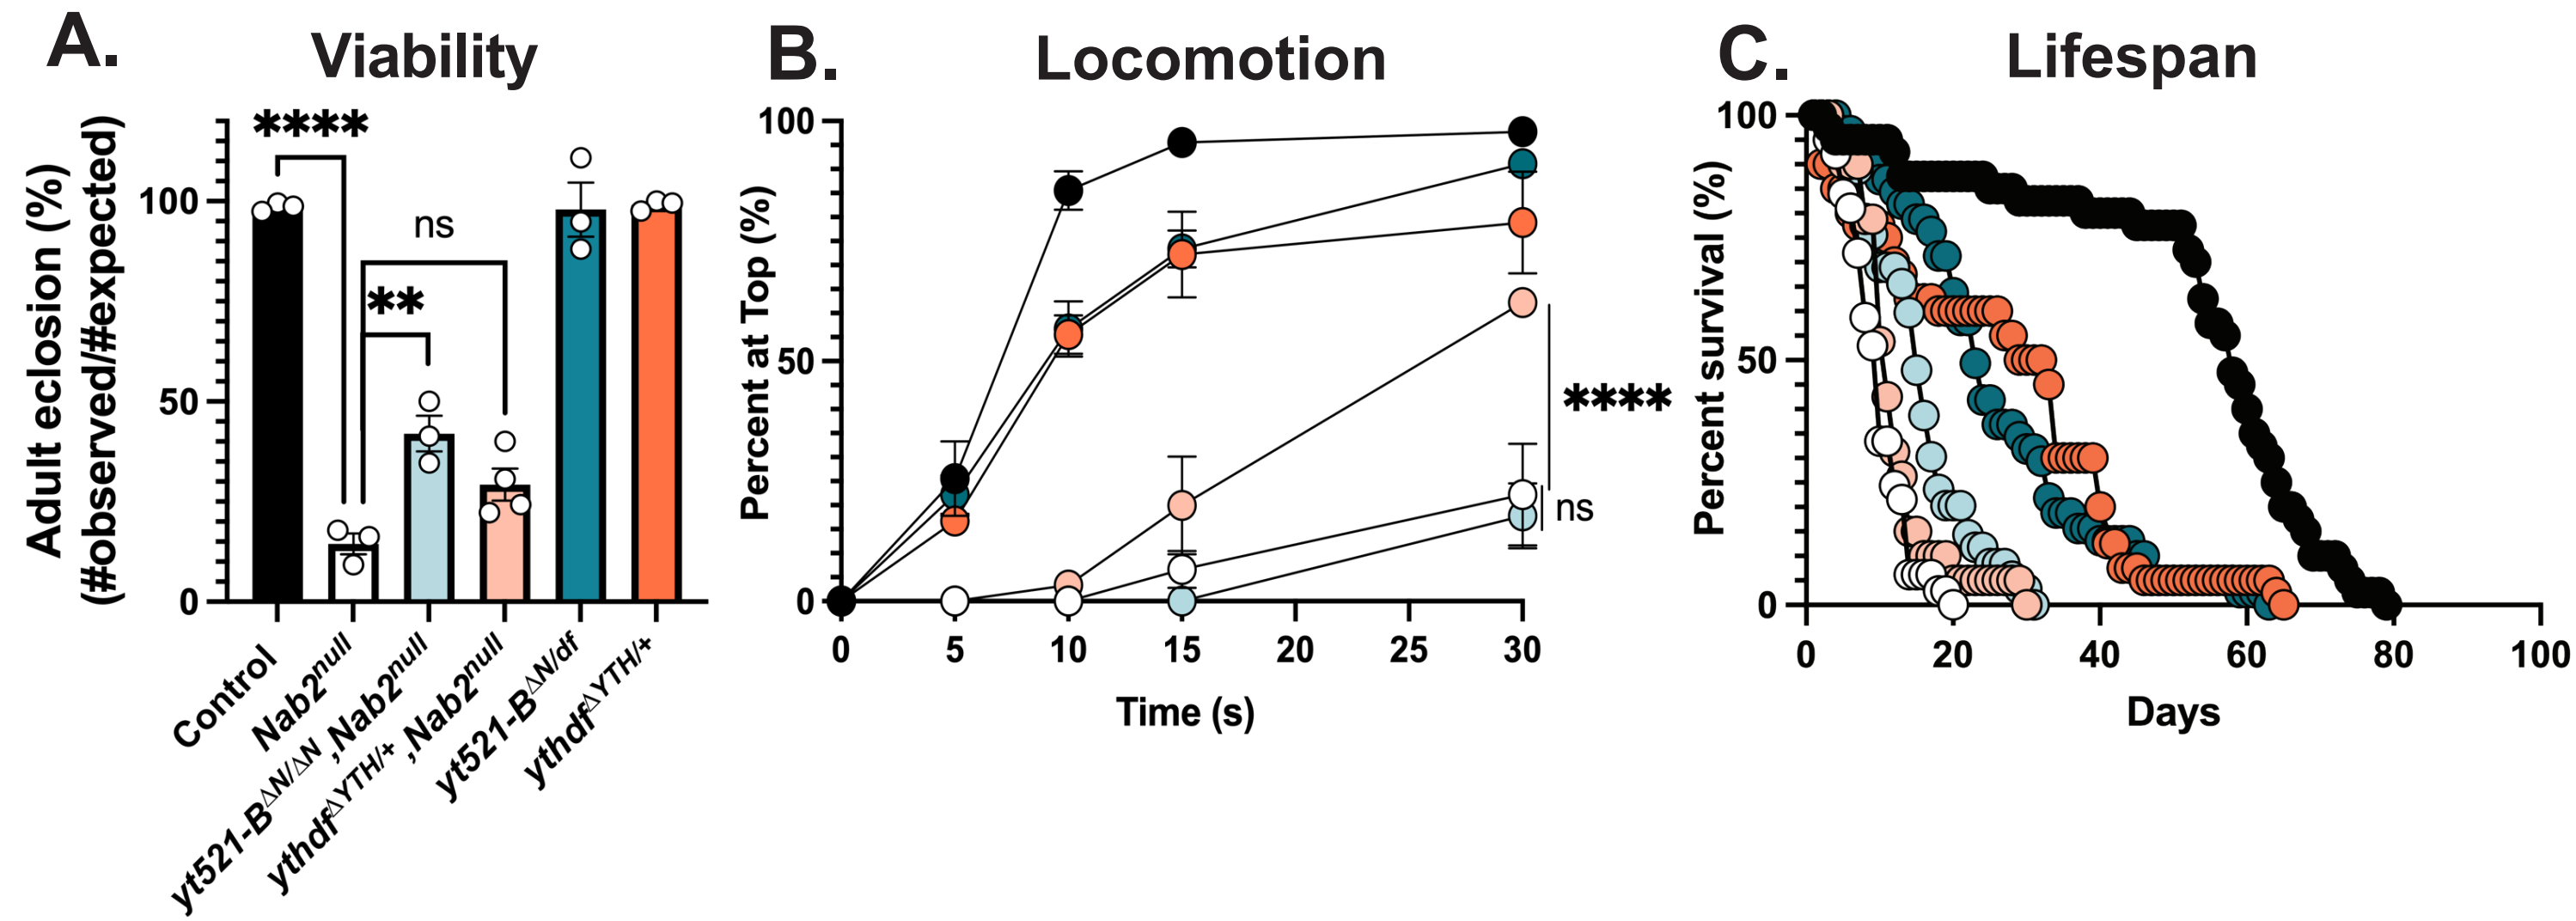 A.
Viability
Adult eclosion (%)
(#observed/#expected)
100
50
0
****
**
ns
Control
Nab2null
yt521-BΔN/ΔN,Nab2null
ythdfΔYTH/+,Nab2null
yt521-BΔN/df
ythdfΔYTH/+
B.
Locomotion
Percent at Top (%)
100
50
0
0 5 10 15 20 25 30
Time (s)
****
ns
C.
Lifespan
Percent survival (%)
100
50
0
0 20 40 60 80 100
Days